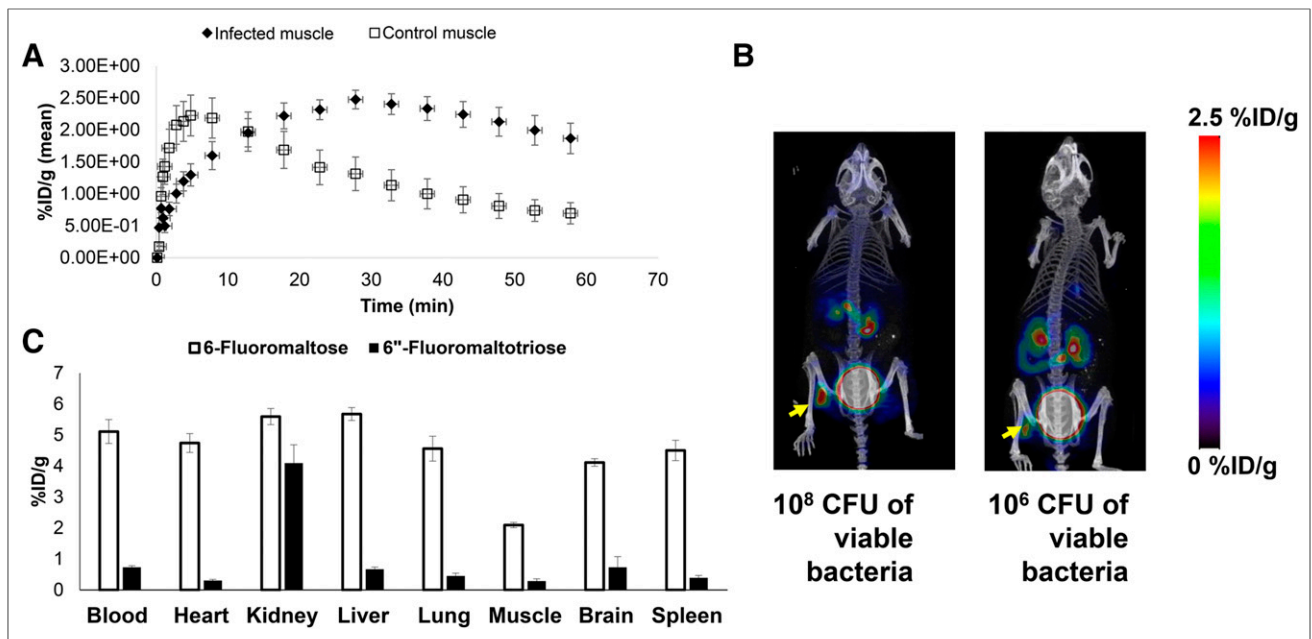 A
◆ Infected muscle □ Control muscle
3.00E+00
2.50E+00
2.00E+00
1.50E+00
1.00E+00
5.00E-01
0.00E+00
%ID/g (mean)
0 10 20 30 40 50 60 70
Time (min)
B
2.5 %ID/g
0 %ID/g
10⁸ CFU of
viable
bacteria
10⁶ CFU of
viable
bacteria
C
6-Fluoromaltose 6"-Fluoromaltotriose
7
6
5
4
3
2
1
0
%ID/g
Blood Heart Kidney Liver Lung Muscle Brain Spleen